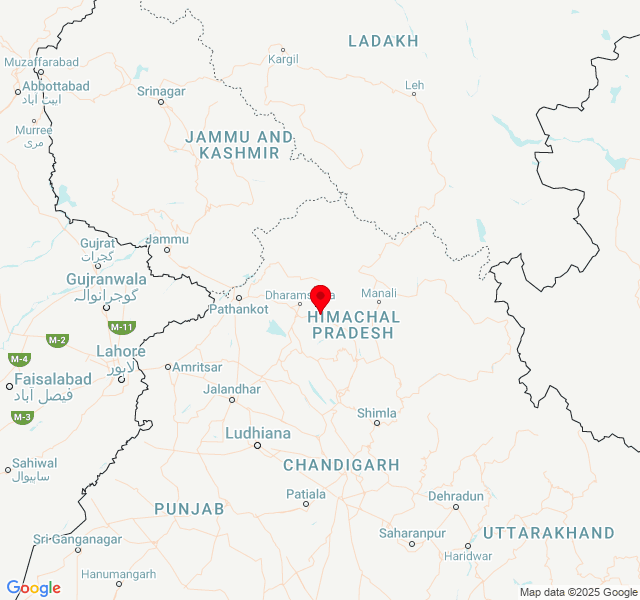 LADAKH
Kargil
Muzaffarabad
Leh
Abbottabad
ایبٹ آباد
Srinagar
Murree
مری
JAMMU AND
KASHMIR
Gujrat
گجرات
Jammu
Gujranwala
گوجرانوالہ
Dharamshala
Manali
Pathankot
HIMACHAL
PRADESH
M-11
M-2
Lahore
لاہور
M-4
Amritsar
Faisalabad
فیصل آباد
Jalandhar
M-3
Shimla
Ludhiana
Sahiwal
ساہیوال
CHANDIGARH
Patiala
Dehradun
PUNJAB
Saharanpur
UTTARAKHAND
Sri Ganganagar
Haridwar
Hanumangarh
Google
Map data ©2025 Google